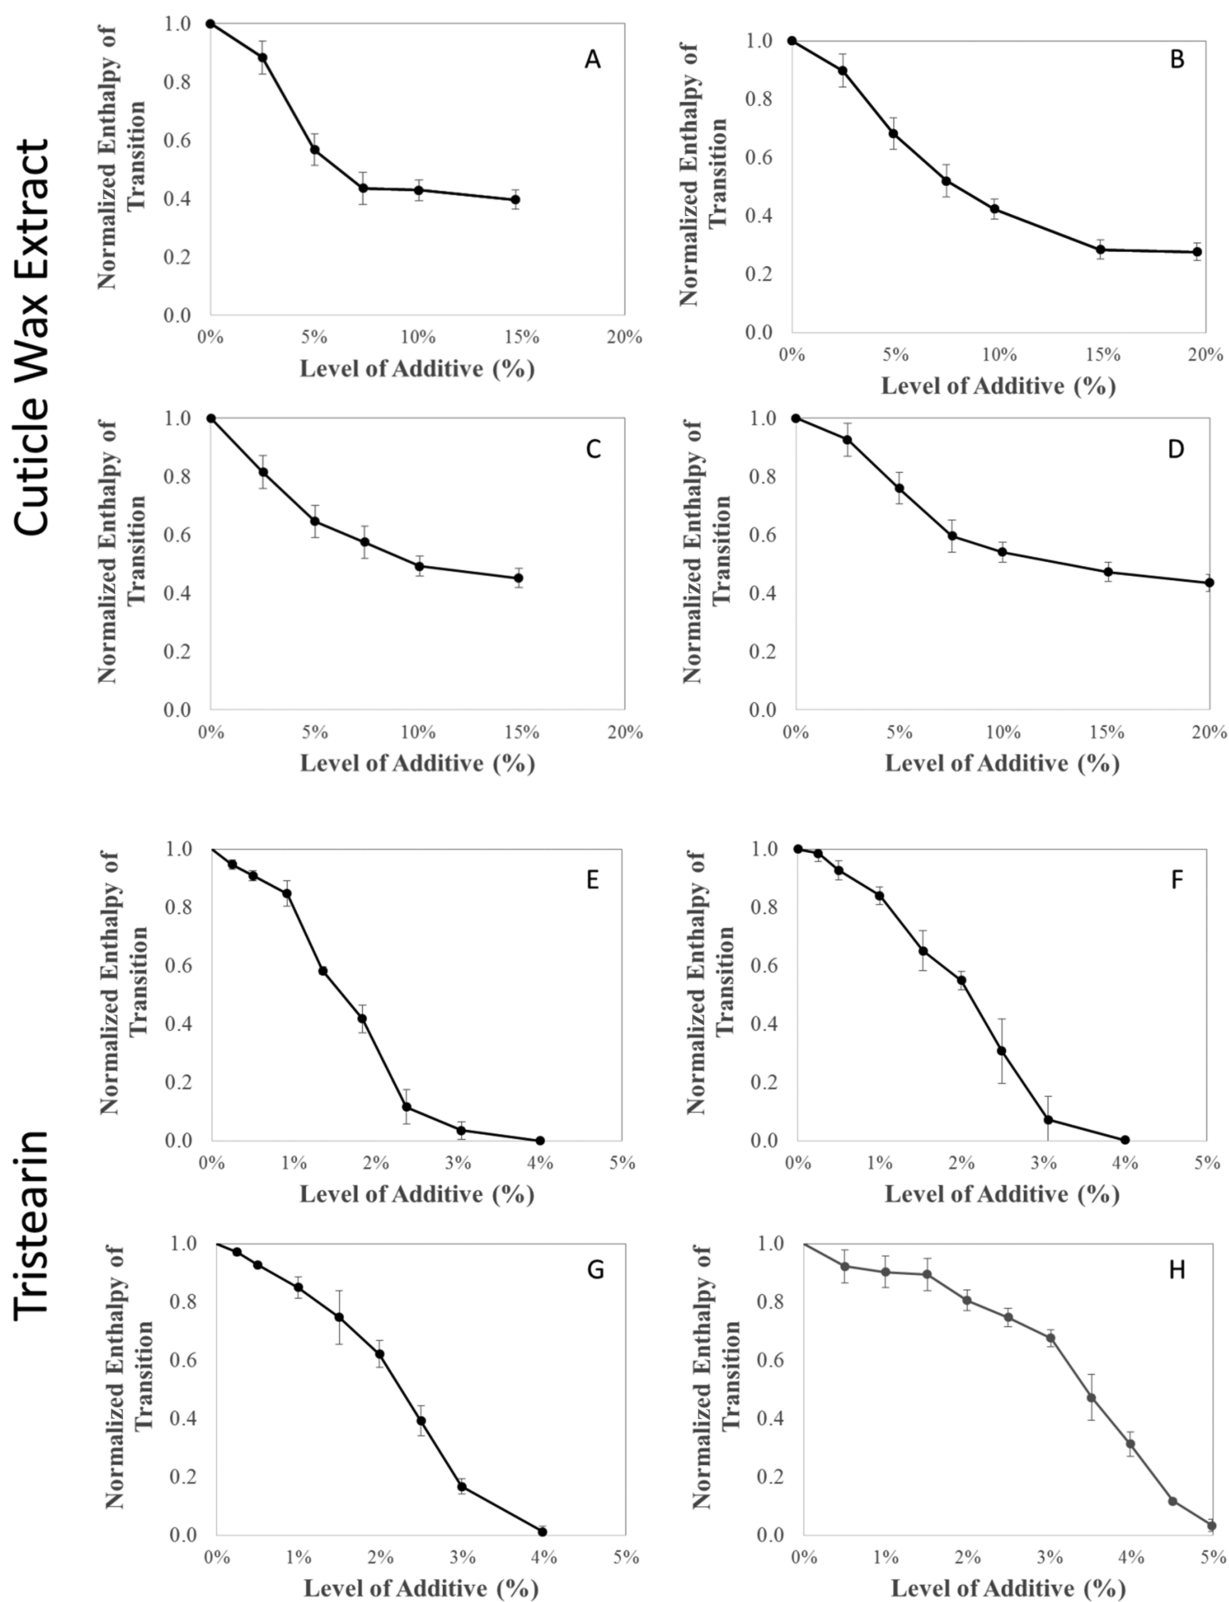 Cuticle Wax Extract
Normalized Enthalpy of
Transition
1.0
0.8
0.6
0.4
0.2
0.0
A
0% 5% 10% 15% 20%
Level of Additive (%)
Normalized Enthalpy of
Transition
1.0
0.8
0.6
0.4
0.2
0.0
B
0% 5% 10% 15% 20%
Level of Additive (%)
Normalized Enthalpy of
Transition
1.0
0.8
0.6
0.4
0.2
0.0
C
0% 5% 10% 15% 20%
Level of Additive (%)
Normalized Enthalpy of
Transition
1.0
0.8
0.6
0.4
0.2
0.0
D
0% 5% 10% 15% 20%
Level of Additive (%)
Tristearin
Normalized Enthalpy of
Transition
1.0
0.8
0.6
0.4
0.2
0.0
E
0% 1% 2% 3% 4% 5%
Level of Additive (%)
Normalized Enthalpy of
Transition
1.0
0.8
0.6
0.4
0.2
0.0
F
0% 1% 2% 3% 4% 5%
Level of Additive (%)
Normalized Enthalpy of
Transition
1.0
0.8
0.6
0.4
0.2
0.0
G
0% 1% 2% 3% 4% 5%
Level of Additive (%)
Normalized Enthalpy of
Transition
1.0
0.8
0.6
0.4
0.2
0.0
H
0% 1% 2% 3% 4% 5%
Level of Additive (%)